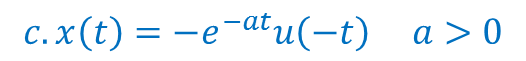 c. x(t) = −e^{−at}u(−t)   a > 0